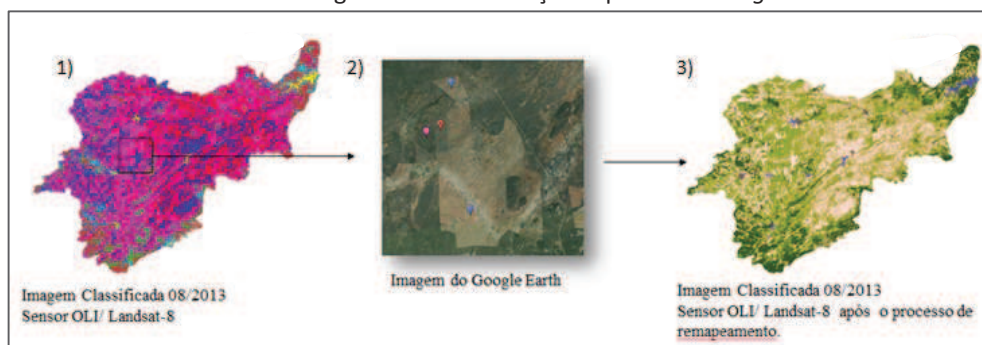 1)
2)
3)
Imagem Classificada 08/2013
Sensor OLI/ Landsat-8
Imagem do Google Earth
Imagem Classificada 08/2013
Sensor OLI/ Landsat-8 após o processo de
remapeamento.